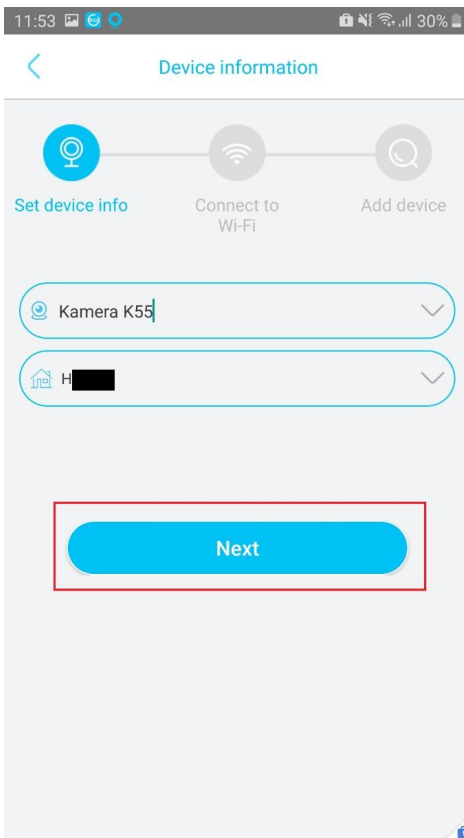 11:53 30%
Device information
Set device info
Connect to
Wi-Fi
Add device
Kamera K55
H
Next